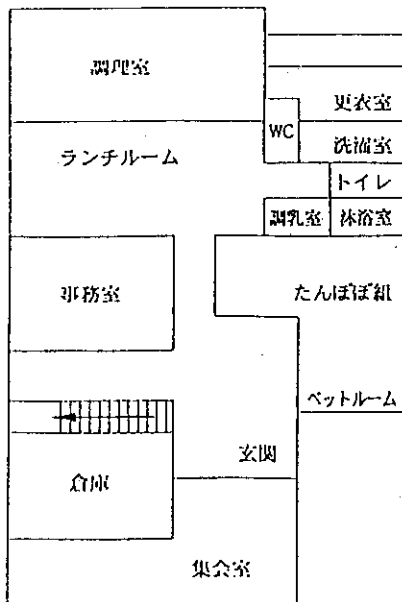 調理室
更衣室
WC
洗濯室
ランチルーム
トイレ
調乳室
沐浴室
事務室
たんぽぽ組
ベットルーム
玄関
倉庫
集会室